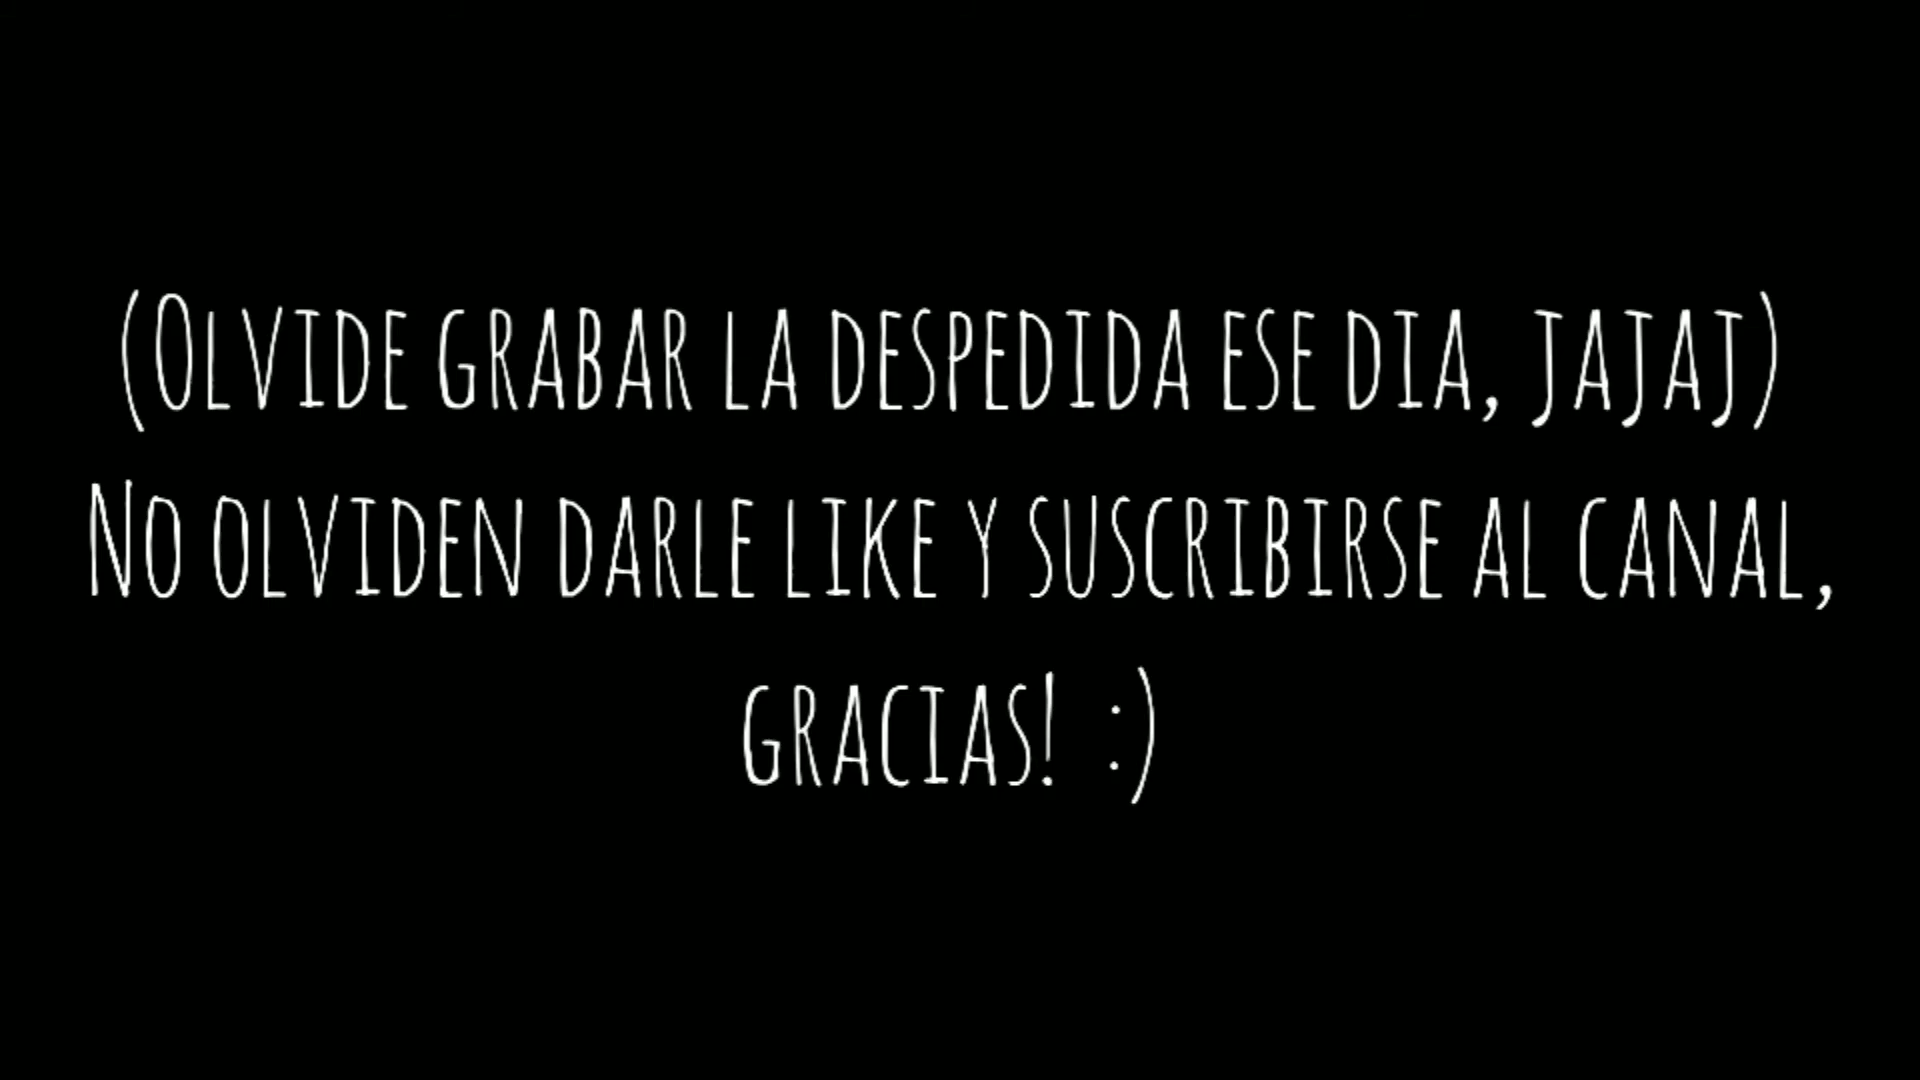 (Olvide grabar la despedida ese dia, jajaj)
No olviden darle like y suscribirse al canal,
gracias! :)